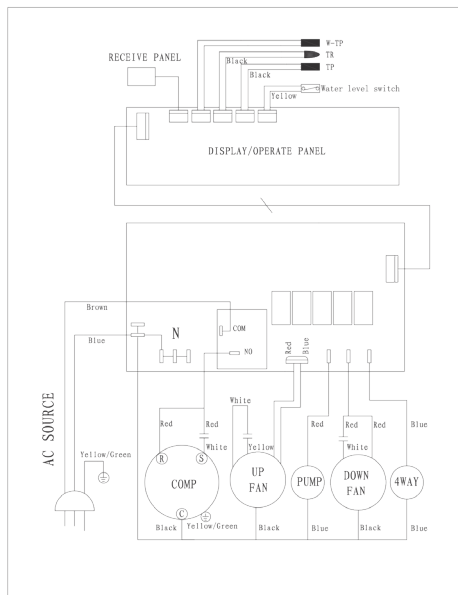 W-TP
RECEIVE PANEL
TR
Black
TP
Black
Water level switch
Yellow
DISPLAY/OPERATE PANEL
Brown
N
COM
Blue
NO
Red
Blue
AC SOURCE
White
Red
Red
Red
Red
Red
Blue
White
Yellow
White
Yellow/Green
R
S
UP
FAN
COMP
PUMP
DOWN
FAN
4WAY
C
Yellow/Green
Black
Black
Blue
Black
Blue